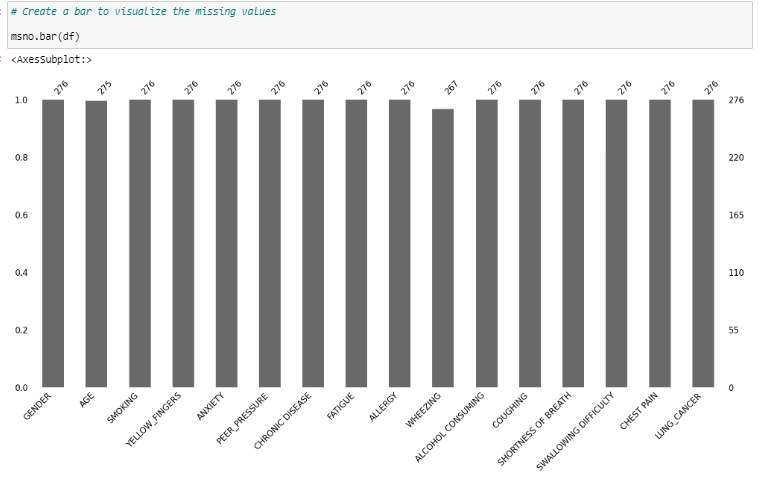 # Create a bar to visualize the missing values
msno.bar(df)
<AxesSubplot:>
276 275 276 276 276 276 276 276 276 267 276 276 276 276 276 276
1.0 276
0.8 220
0.6 165
0.4 110
0.2 55
0.0 0
GENDER
AGE
SMOKING
YELLOW_FINGERS
ANXIETY
PEER_PRESSURE
CHRONIC DISEASE
FATIGUE
ALLERGY
WHEEZING
ALCOHOL CONSUMING
COUGHING
SHORTNESS OF BREATH
SWALLOWING DIFFICULTY
CHEST PAIN
LUNG_CANCER